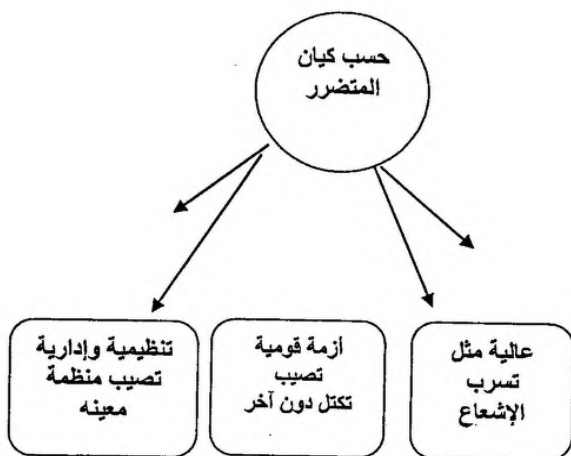 حسب كيان
المتضرر
عالية مثل
تسرب
الإشعاع
أزمة قومية
تصيب
تكتل دون آخر
تنظيمية وإدارية
تصيب منظمة
معينه